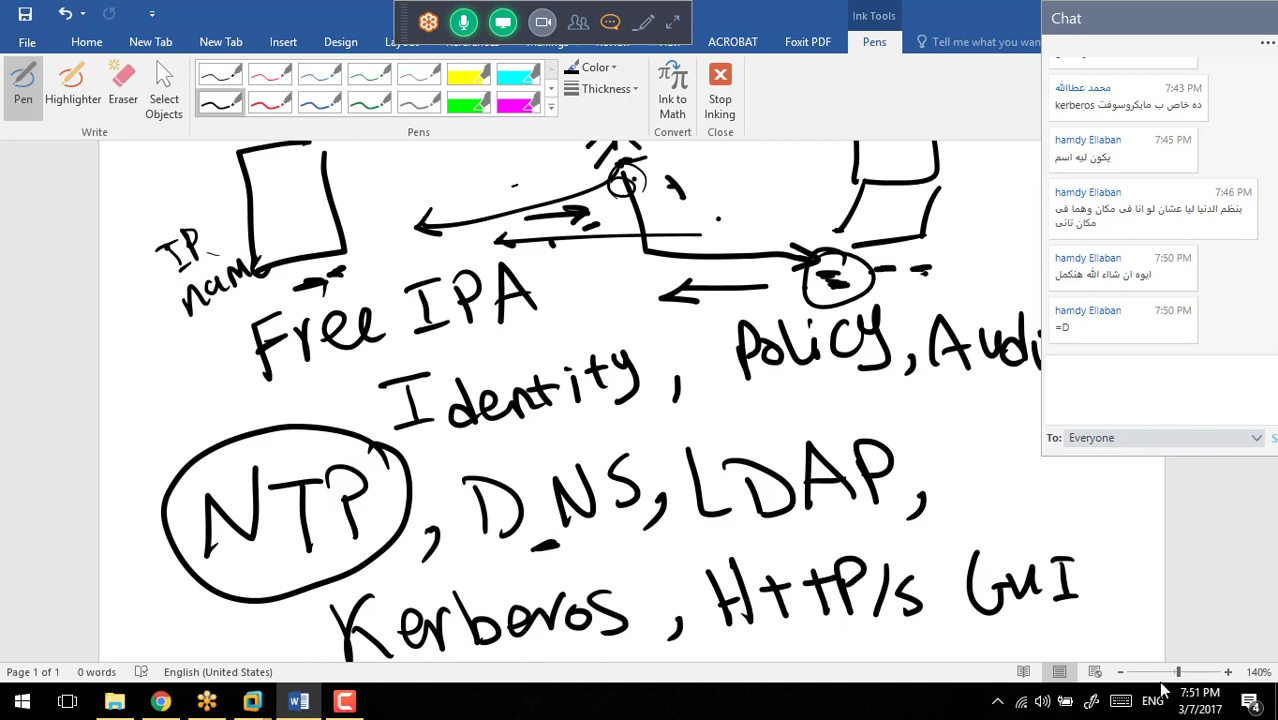 Ink Tools
File
Home
New Tab
New Tab
Insert
Design
ACROBAT
Foxit PDF
Pens
Tell me what you wan
Pen
Highlighter
Eraser
Select Objects
Color
Thickness
Ink to Math
Stop Inking
Write
Pens
Convert
Close
Chat
محمد عطاالله 7:43 PM
ده خاص ب مايكروسوفت kerberos
hamdy Ellaban 7:45 PM
يكون ليه اسم
hamdy Ellaban 7:46 PM
بنظم الدنيا ليا عشان لو انا فى مكان وهما فى
مكان تانى
hamdy Ellaban 7:50 PM
ايوه ان شااء الله هنكمل
hamdy Ellaban 7:50 PM
=D
To: Everyone
IP
name
Free IPA
Identity, Policy, Audi
NTP, DNS, LDAP,
Kerberos, HttP/s GuI
Page 1 of 1 0 words English (United States) 140%
ENG 7:51 PM
3/7/2017
4